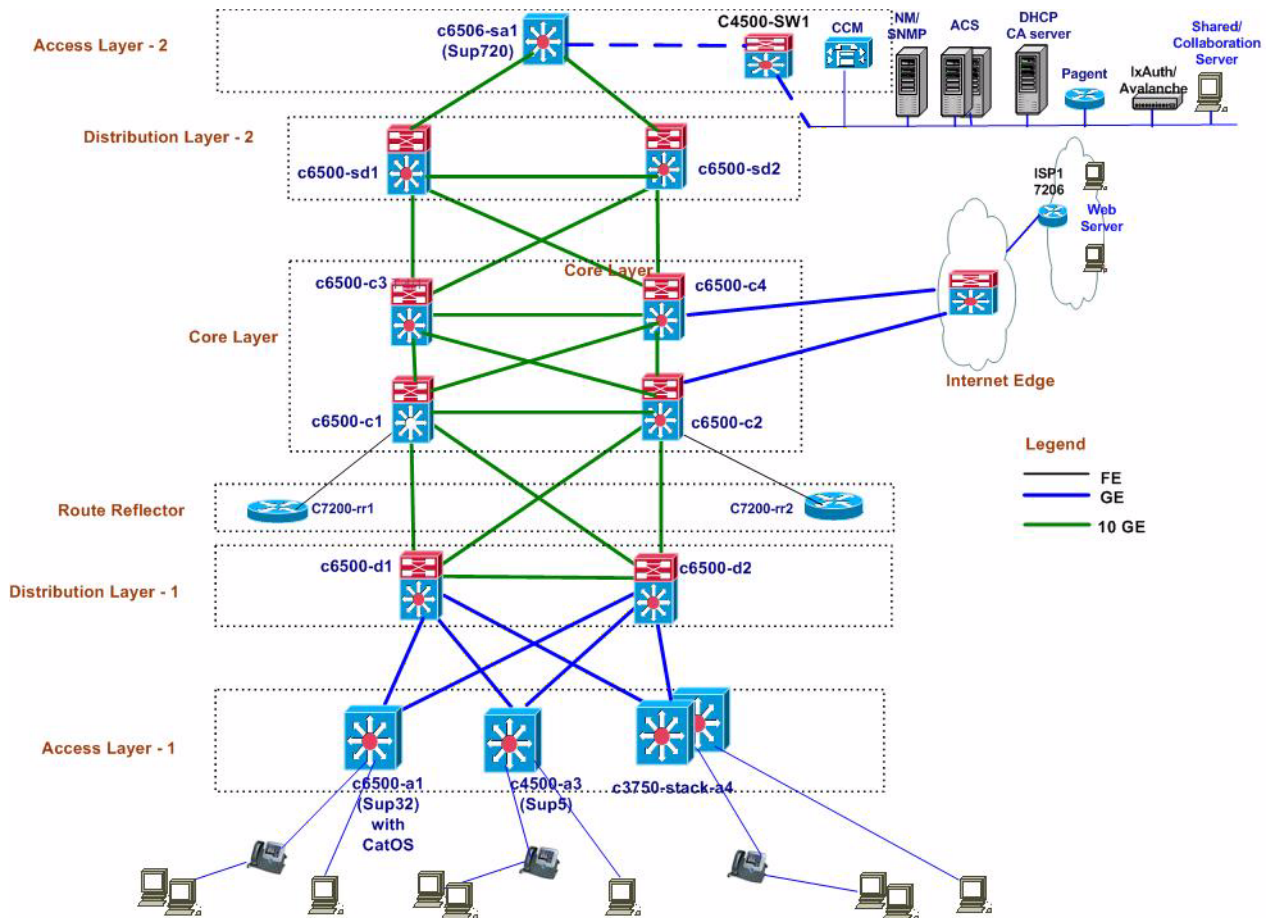 Access Layer - 2
c6506-sa1
(Sup720)
C4500-SW1
CCM
NM/
SNMP
ACS
DHCP
CA server
Pagent
IxAuth/
Avalanche
Shared/
Collaboration
Server
Distribution Layer - 2
c6500-sd1
c6500-sd2
ISP1
7206
Web
Server
Core Layer
c6500-c3
c6500-c4
Core Layer
Internet Edge
c6500-c1
c6500-c2
Legend
FE
GE
10 GE
Route Reflector
C7200-rr1
C7200-rr2
c6500-d1
c6500-d2
Distribution Layer - 1
Access Layer - 1
c6500-a1
(Sup32)
with
CatOS
c4500-a3
(Sup5)
c3750-stack-a4